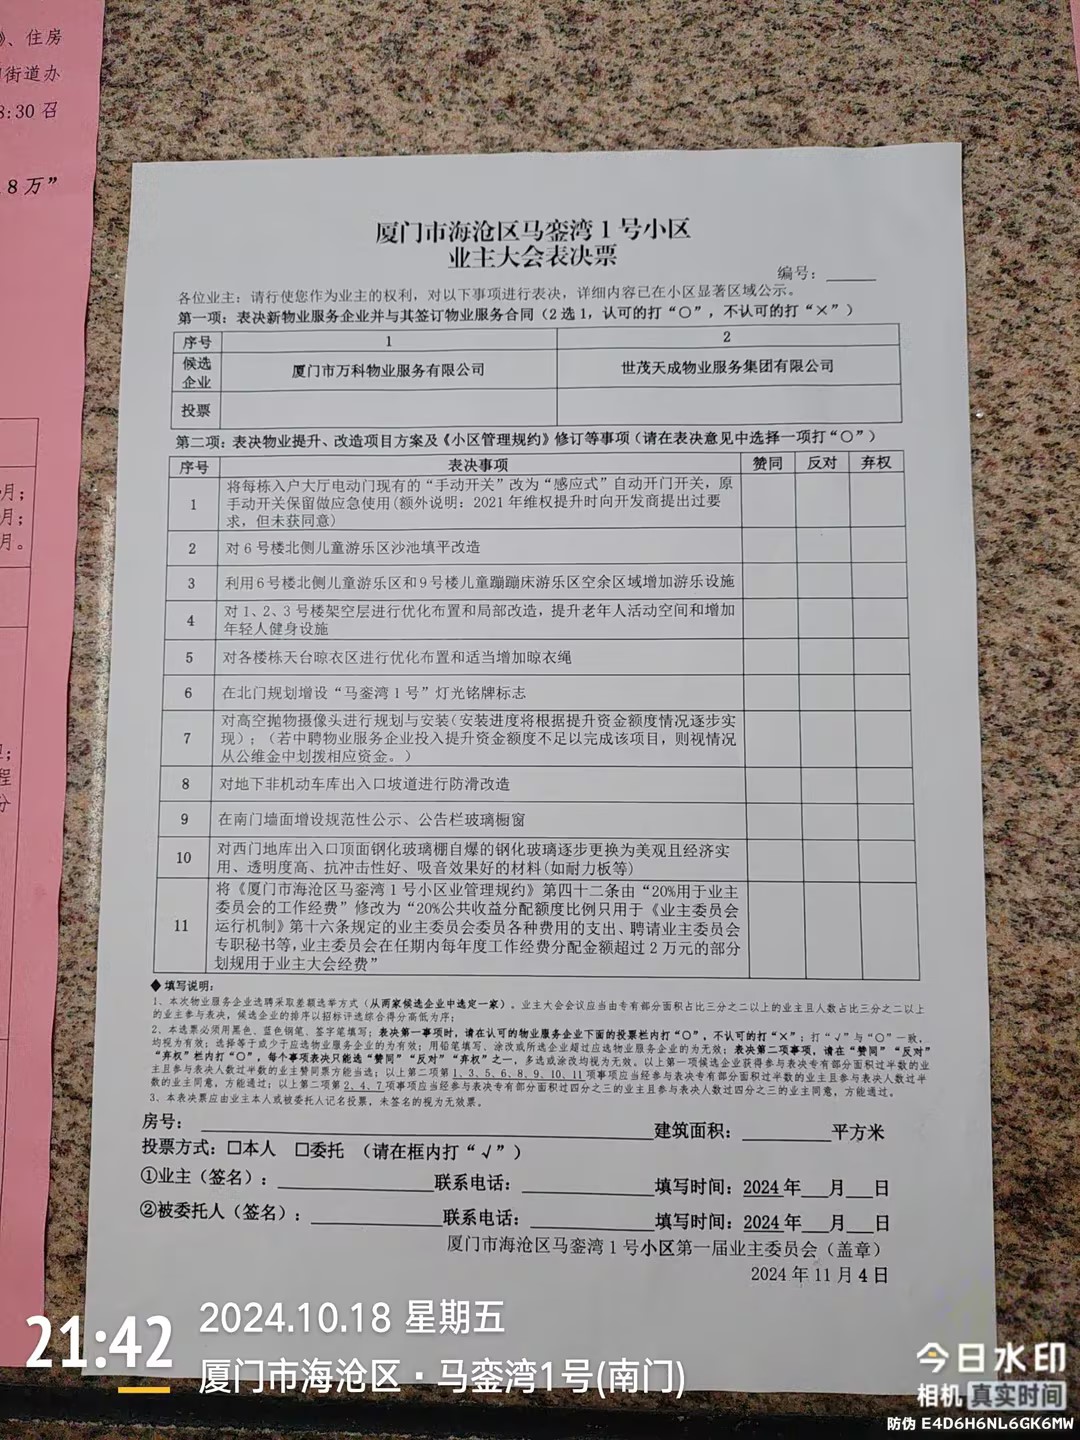 》、住房
街道办
8:30 召
8 万”
月；
月；
月。
程
分
厦门市海沧区马銮湾 1 号小区
业主大会表决票
编号：
各位业主：请行使您作为业主的权利，对以下事项进行表决，详细内容已在小区显著区域公示。
第一项：表决新物业服务企业并与其签订物业服务合同（2 选 1，认可的打“○”，不认可的打“×”）
序号 1 2
候选企业 厦门市万科物业服务有限公司 世茂天成物业服务集团有限公司
投票
第二项：表决物业提升、改造项目方案及《小区管理规约》修订等事项（请在表决意见中选择一项打“○”）
序号 表决事项 赞同 反对 弃权
1 将每栋入户大厅电动门现有的“手动开关”改为“感应式”自动开门开关，原
手动开关保留做应急使用(额外说明：2021 年维权提升时向开发商提出过要
求，但未获同意)
2 对 6 号楼北侧儿童游乐区沙池填平改造
3 利用 6 号楼北侧儿童游乐区和 9 号楼儿童蹦蹦床游乐区空余区域增加游乐设施
4 对 1、2、3 号楼架空层进行优化布置和局部改造，提升老年人活动空间和增加
年轻人健身设施
5 对各楼栋天台晾衣区进行优化布置和适当增加晾衣绳
6 在北门规划增设“马銮湾 1 号”灯光铭牌标志
7 对高空抛物摄像头进行规划与安装(安装进度将根据提升资金额度情况逐步实
现)；（若中聘物业服务企业投入提升资金额度不足以完成该项目，则视情况
从公维金中划拨相应资金。）
8 对地下非机动车库出入口坡道进行防滑改造
9 在南门墙面增设规范性公示、公告栏玻璃橱窗
10 对西门地库出入口顶面钢化玻璃棚自爆的钢化玻璃逐步更换为美观且经济实
用、透明度高、抗冲击性好、吸音效果好的材料(如耐力板等)
11 将《厦门市海沧区马銮湾 1 号小区业管理规约》第四十二条由“20%用于业主
委员会的工作经费”修改为“20%公共收益分配额度比例只用于《业主委员会
运行机制》第十六条规定的业主委员会委员各种费用的支出、聘请业主委员会
专职秘书等，业主委员会在任期内每年度工作经费分配金额超过 2 万元的部分
划规用于业主大会经费”
◆填写说明：
1、本次物业服务企业选聘采取差额选举方式（从两家候选企业中选定一家）。业主大会会议应当由专有部分面积占比三分之二以上的业主且人数占比三分之二以上
的业主参与表决，候选企业的排序以招标评选综合得分高低为序；
2、本选票必须用黑色、蓝色钢笔、签字笔填写；表决第一事项时，请在认可的物业服务企业下面的投票栏内打“○”，不认可的打“×”；打“√”与“○”一致，
均视为有效；选择等于或少于应选物业服务企业的为有效；用铅笔填写、涂改或所选企业超过应选物业服务企业的为无效；表决第二项事项，请在“赞同”“反对”
“弃权”栏内打“○”，每个事项表决只能选“赞同”“反对”“弃权”之一，多选或涂改均视为无效。以上第一项候选企业获得参与表决专有部分面积过半数的业
主且参与表决人数过半数的业主赞同票方能当选；以上第二项第 1、3、5、6、8、9、10、11 项事项应当经参与表决专有部分面积过半数的业主且参与表决人数过半
数的业主同意，方能通过；以上第二项第 2、4、7 项事项应当经参与表决专有部分面积过四分之三的业主且参与表决人数过四分之三的业主同意，方能通过。
3、本表决票应由业主本人或被委托人记名投票，未签名的视为无效票。
房号： 建筑面积： 平方米
投票方式：□本人 □委托 （请在框内打“√”）
①业主（签名）： 联系电话： 填写时间：2024 年 月 日
②被委托人（签名）： 联系电话： 填写时间：2024 年 月 日
厦门市海沧区马銮湾 1 号小区第一届业主委员会（盖章）
2024 年 11 月 4 日
21:42
2024.10.18 星期五
厦门市海沧区·马銮湾1号(南门)
今日水印
相机 真实时间
防伪 E4D6H6NL6GK6MW